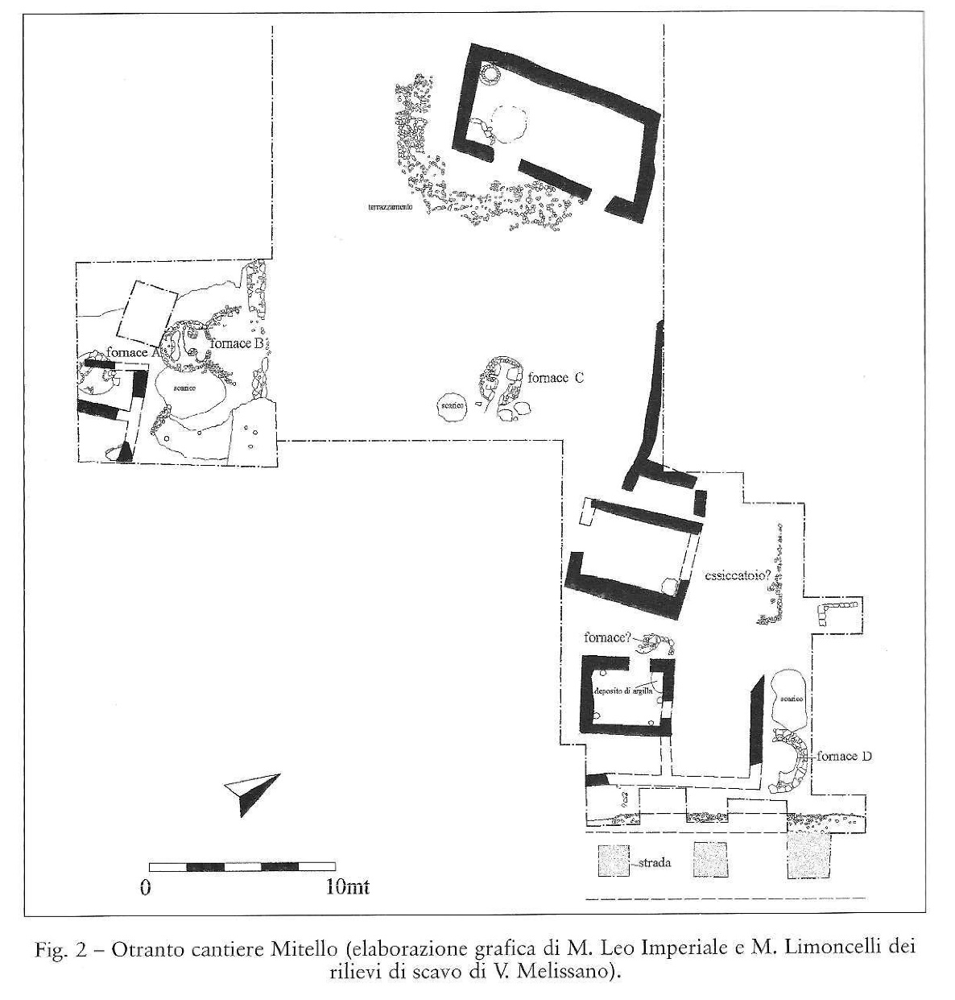 terrazzamento
fornace A
fornace B
scarico
fornace C
scarico
essiccatoio?
fornace?
deposito di argilla
scarico
fornace D
strada
0 10mt
Fig. 2 – Otranto cantiere Mitello (elaborazione grafica di M. Leo Imperiale e M. Limoncelli dei
rilievi di scavo di V. Melissano).